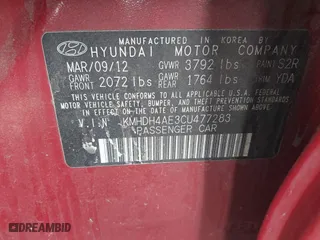 MANUFACTURED IN KOREA BY
HYUNDAI MOTOR COMPANY
MAR/09/12 GVWR 3792 lbs PAINT S2R
GAWR FRONT 2072 lbs GAWR REAR 1764 lbs TRIM YDA
THIS VEHICLE CONFORMS TO ALL APPLICABLE
U.S.A. FEDERAL MOTOR VEHICLE SAFETY
BUMPER, AND THEFT PREVENTION STANDARDS
IN EFFECT ON THE DATE OF MANUFACTURE
SHOWN ABOVE.
V.I.N: KMHDH4AE3CU477283
PASSENGER CAR